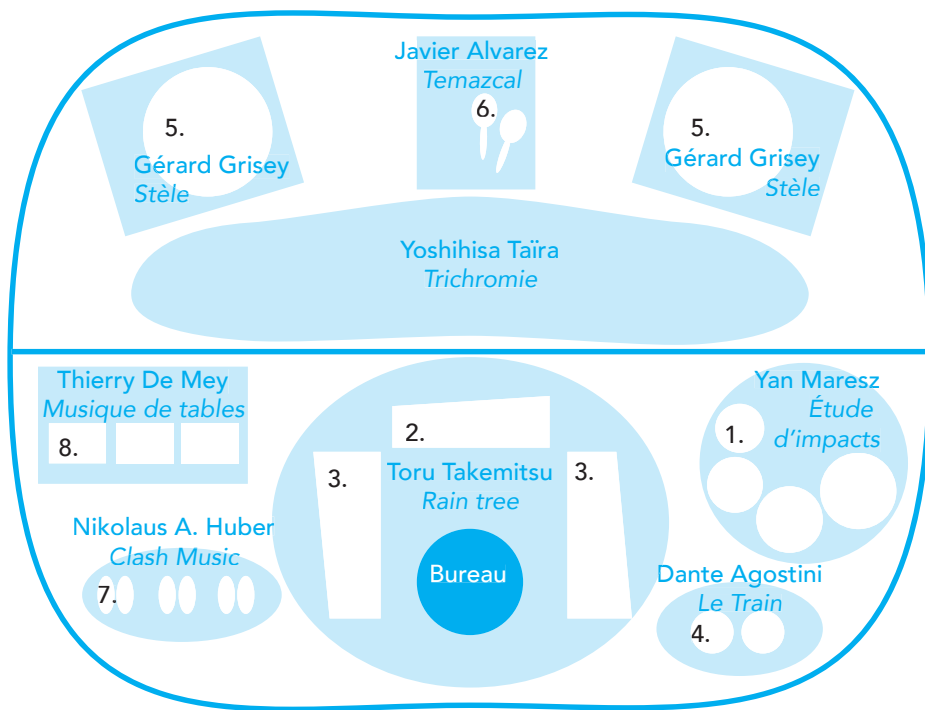 Javier Alvarez
Temazcal
6.
5.
Gérard Grisey
Stèle
5.
Gérard Grisey
Stèle
Yoshihisa Taïra
Trichromie
Thierry De Mey
Musique de tables
8.
Yan Maresz
Étude
d'impacts
1.
2.
3.
Toru Takemitsu
Rain tree
3.
Bureau
Nikolaus A. Huber
Clash Music
7.
Dante Agostini
Le Train
4.